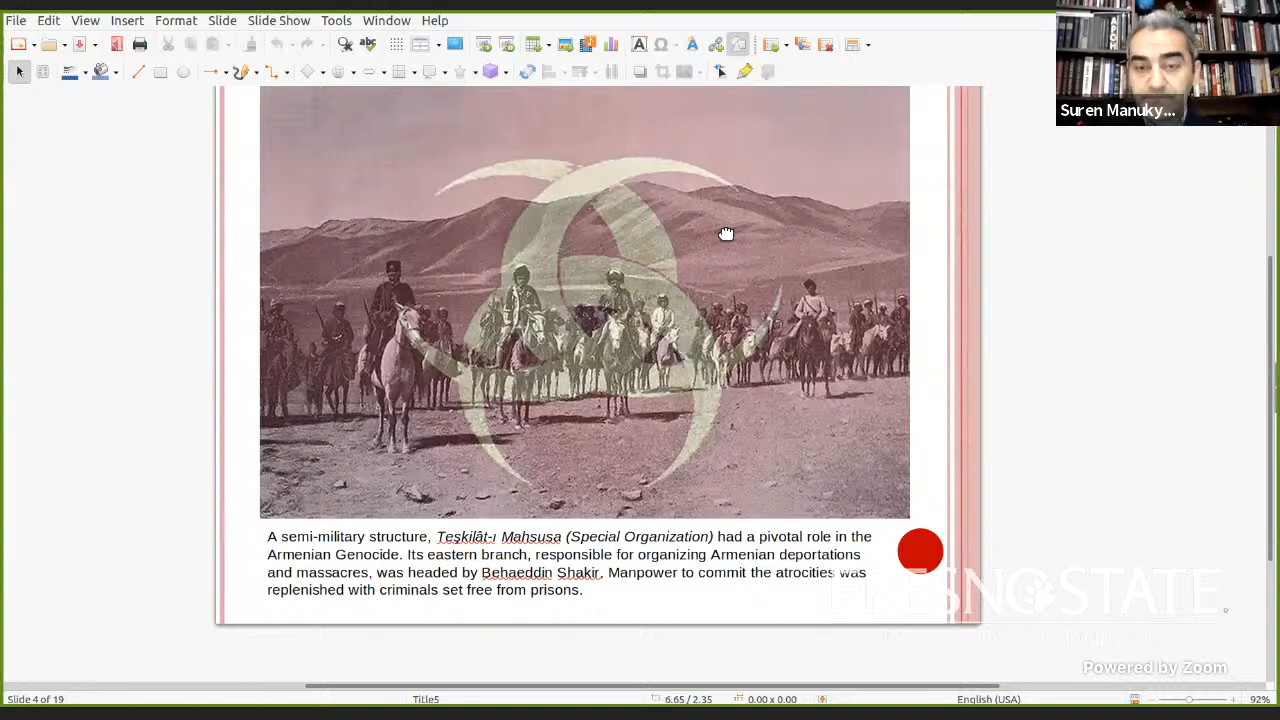 File Edit View Insert Format Slide Slide Show Tools Window Help
Suren Manuky...
A semi-military structure, Teşkilât-ı Mahsusa (Special Organization) had a pivotal role in the
Armenian Genocide. Its eastern branch, responsible for organizing Armenian deportations
and massacres, was headed by Behaeddin Shakir. Manpower to commit the atrocities was
replenished with criminals set free from prisons.
FRESNO STATE
Powered by Zoom
Slide 4 of 19 Title5 6.65 / 2.35 0.00 x 0.00 English (USA) 92%